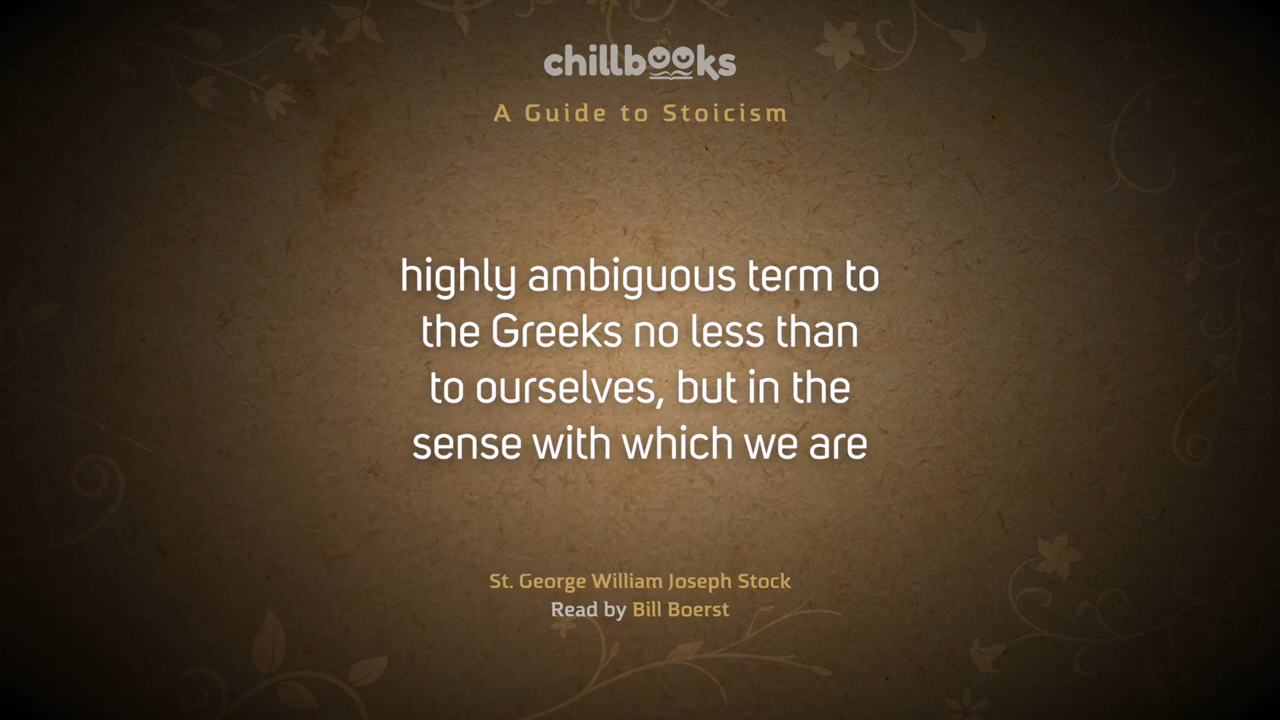 chillbooks
A Guide to Stoicism
highly ambiguous term to
the Greeks no less than
to ourselves, but in the
sense with which we are
St. George William Joseph Stock
Read by Bill Boerst